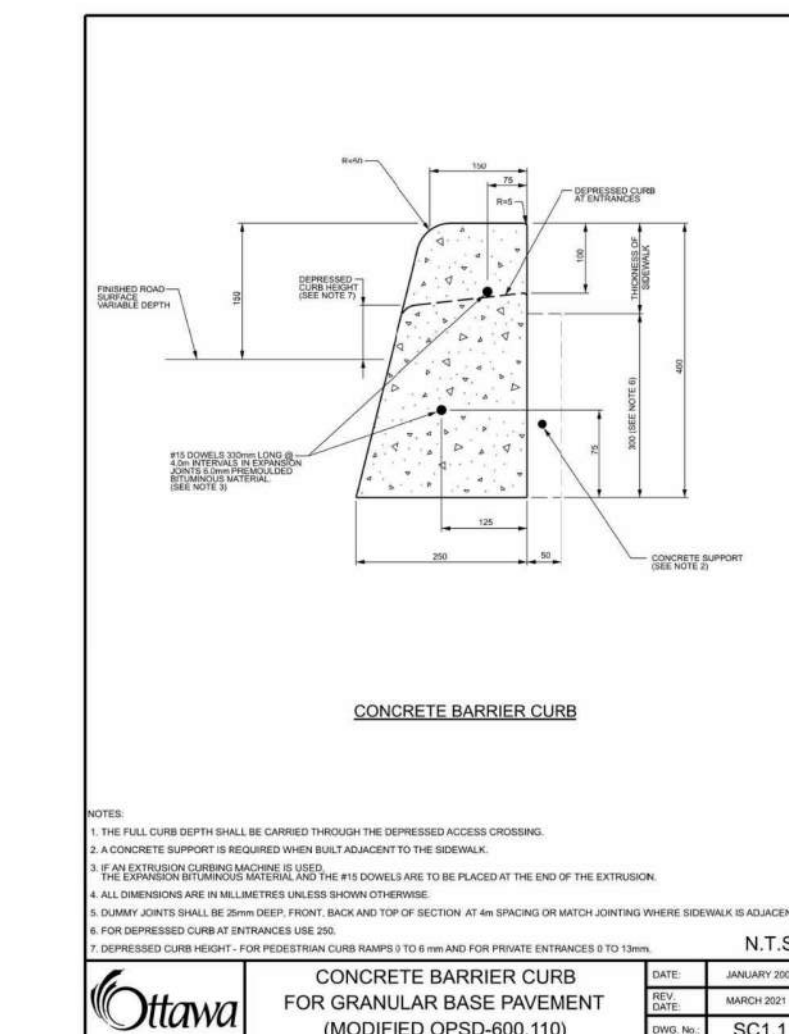 R=50
150
75
R=5
DEPRESSED CURB
AT ENTRANCES
100
THICKNESS OF
SIDEWALK
FINISHED ROAD
SURFACE
VARIABLE DEPTH
150
DEPRESSED
CURB HEIGHT
(SEE NOTE 7)
300 (SEE NOTE 6)
#15 DOWELS 330mm LONG @
4.0m INTERVALS IN EXPANSION
JOINTS 6.0mm PREMOULDED
BITUMINOUS MATERIAL.
(SEE NOTE 3)
75
125
250
50
CONCRETE SUPPORT
(SEE NOTE 2)
CONCRETE BARRIER CURB
NOTES:
1. THE FULL CURB DEPTH SHALL BE CARRIED THROUGH THE DEPRESSED ACCESS CROSSING.
2. A CONCRETE SUPPORT IS REQUIRED WHEN BUILT ADJACENT TO THE SIDEWALK.
3. IF AN EXTRUSION CURBING MACHINE IS USED,
THE EXPANSION BITUMINOUS MATERIAL AND THE #15 DOWELS ARE TO BE PLACED AT THE END OF THE EXTRUSION.
4. ALL DIMENSIONS ARE IN MILLIMETRES UNLESS SHOWN OTHERWISE.
5. DUMMY JOINTS SHALL BE 25mm DEEP, FRONT, BACK AND TOP OF SECTION AT 4m SPACING OR MATCH JOINTING WHERE SIDEWALK IS ADJACEN
6. FOR DEPRESSED CURB AT ENTRANCES USE 250.
7. DEPRESSED CURB HEIGHT - FOR PEDESTRIAN CURB RAMPS 0 TO 6 mm AND FOR PRIVATE ENTRANCES 0 TO 13mm.
N.T.S
Ottawa
CONCRETE BARRIER CURB
FOR GRANULAR BASE PAVEMENT
(MODIFIED OPSD-600.110)
DATE: JANUARY 200
REV. DATE: MARCH 2021
DWG. No.: SC1.1